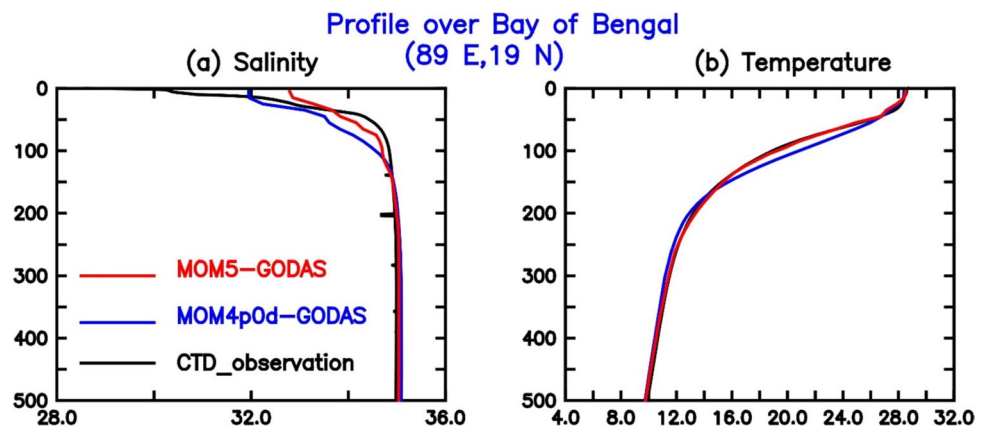 Profile over Bay of Bengal
(89 E,19 N)
(a) Salinity
(b) Temperature
0
100
200
300
400
500
28.0 32.0 36.0
MOM5-GODAS
MOM4p0d-GODAS
CTD_observation
0
100
200
300
400
500
4.0 8.0 12.0 16.0 20.0 24.0 28.0 32.0